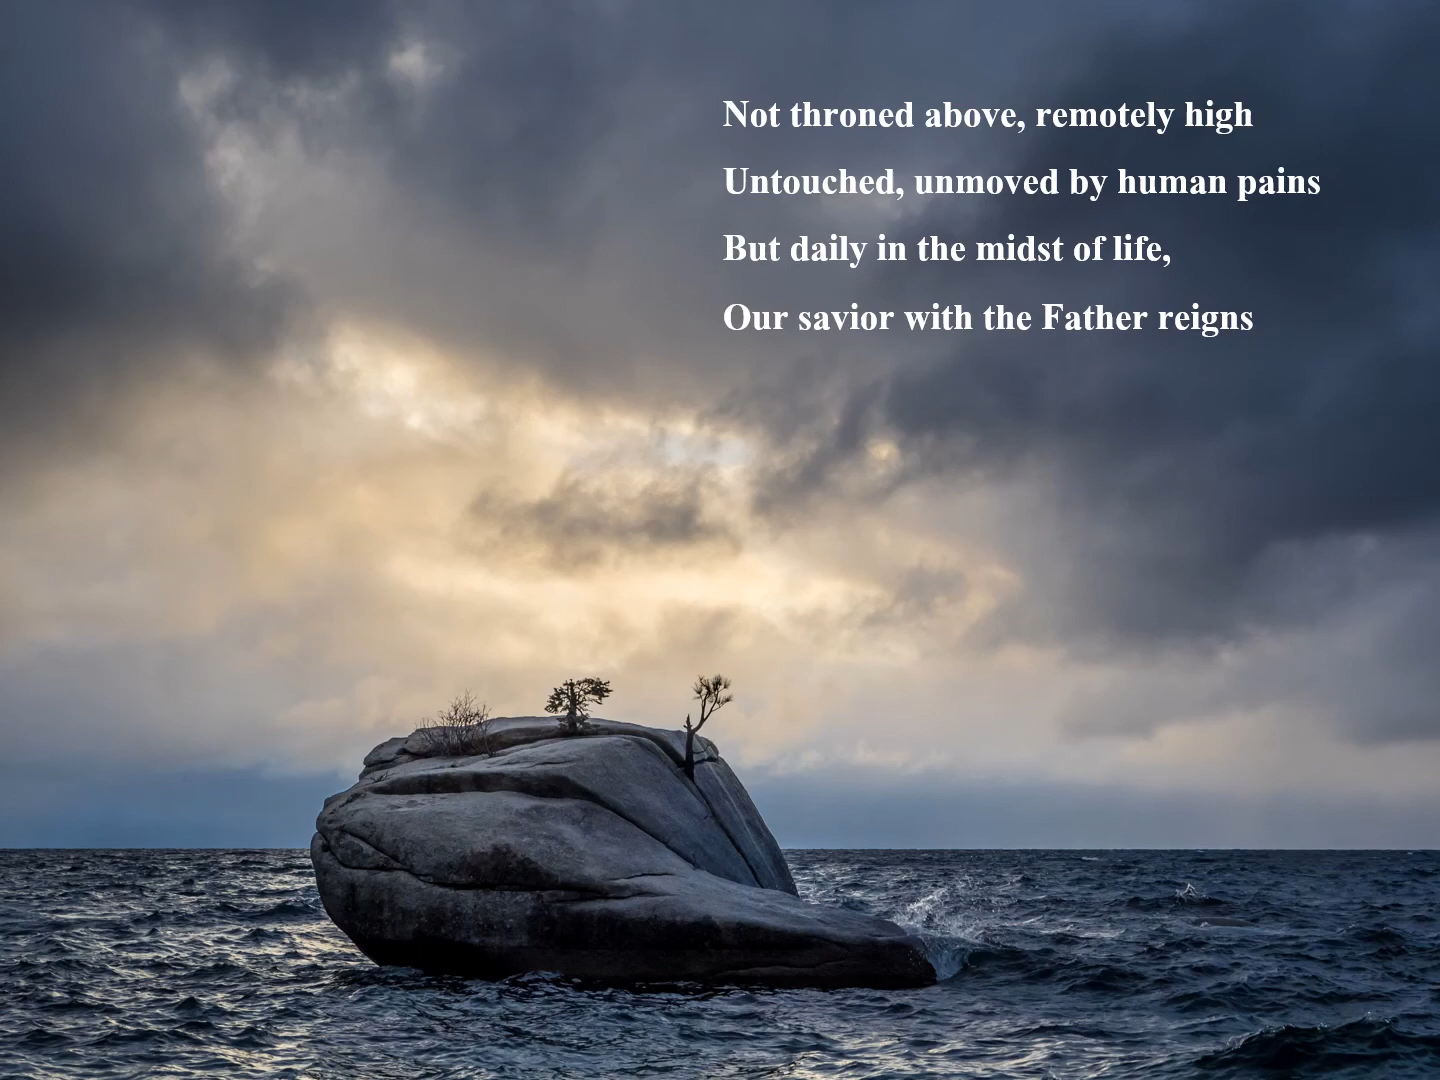 Not throned above, remotely high
Untouched, unmoved by human pains
But daily in the midst of life,
Our savior with the Father reigns